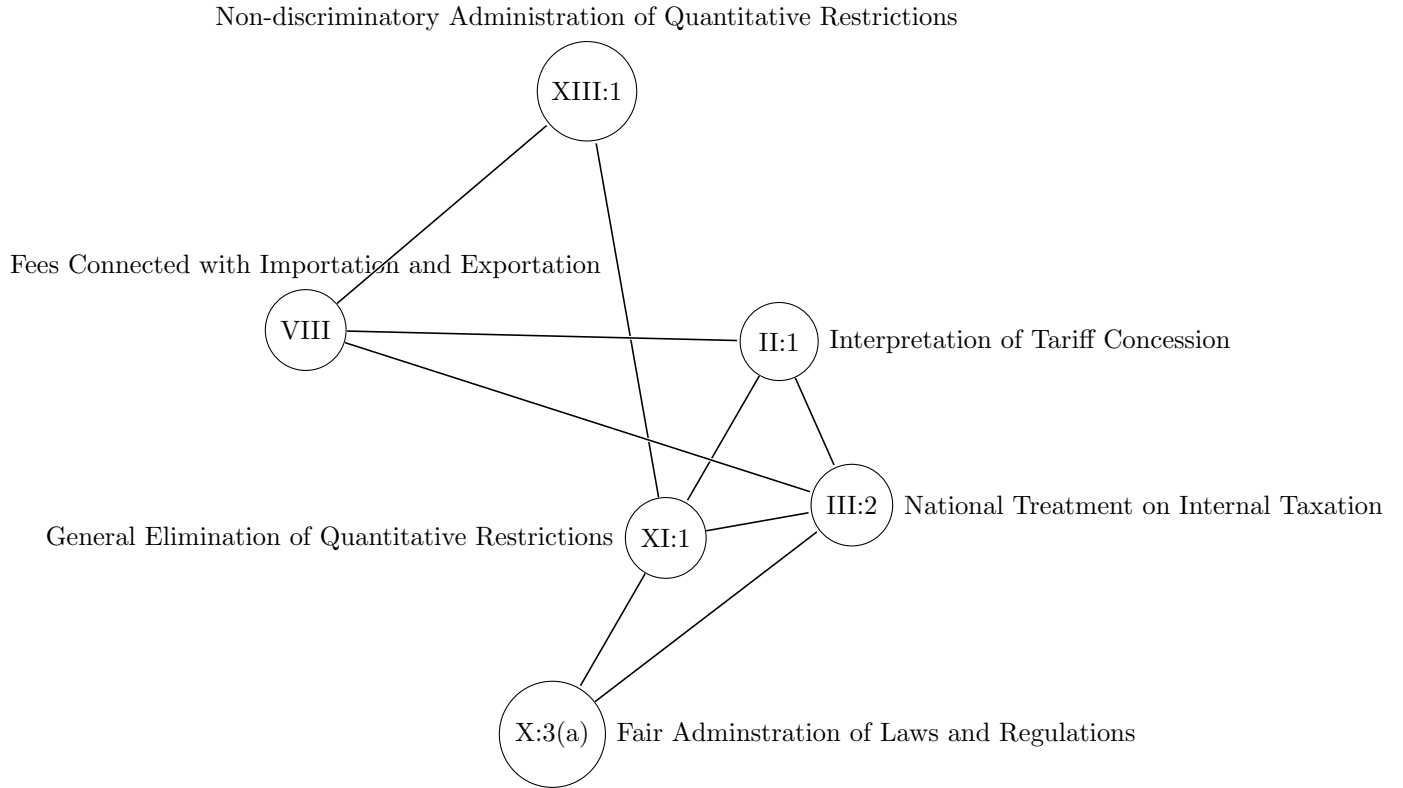 Non-discriminatory Administration of Quantitative Restrictions
XIII:1
Fees Connected with Importation and Exportation
VIII
II:1
Interpretation of Tariff Concession
III:2
National Treatment on Internal Taxation
General Elimination of Quantitative Restrictions
XI:1
X:3(a)
Fair Adminstration of Laws and Regulations